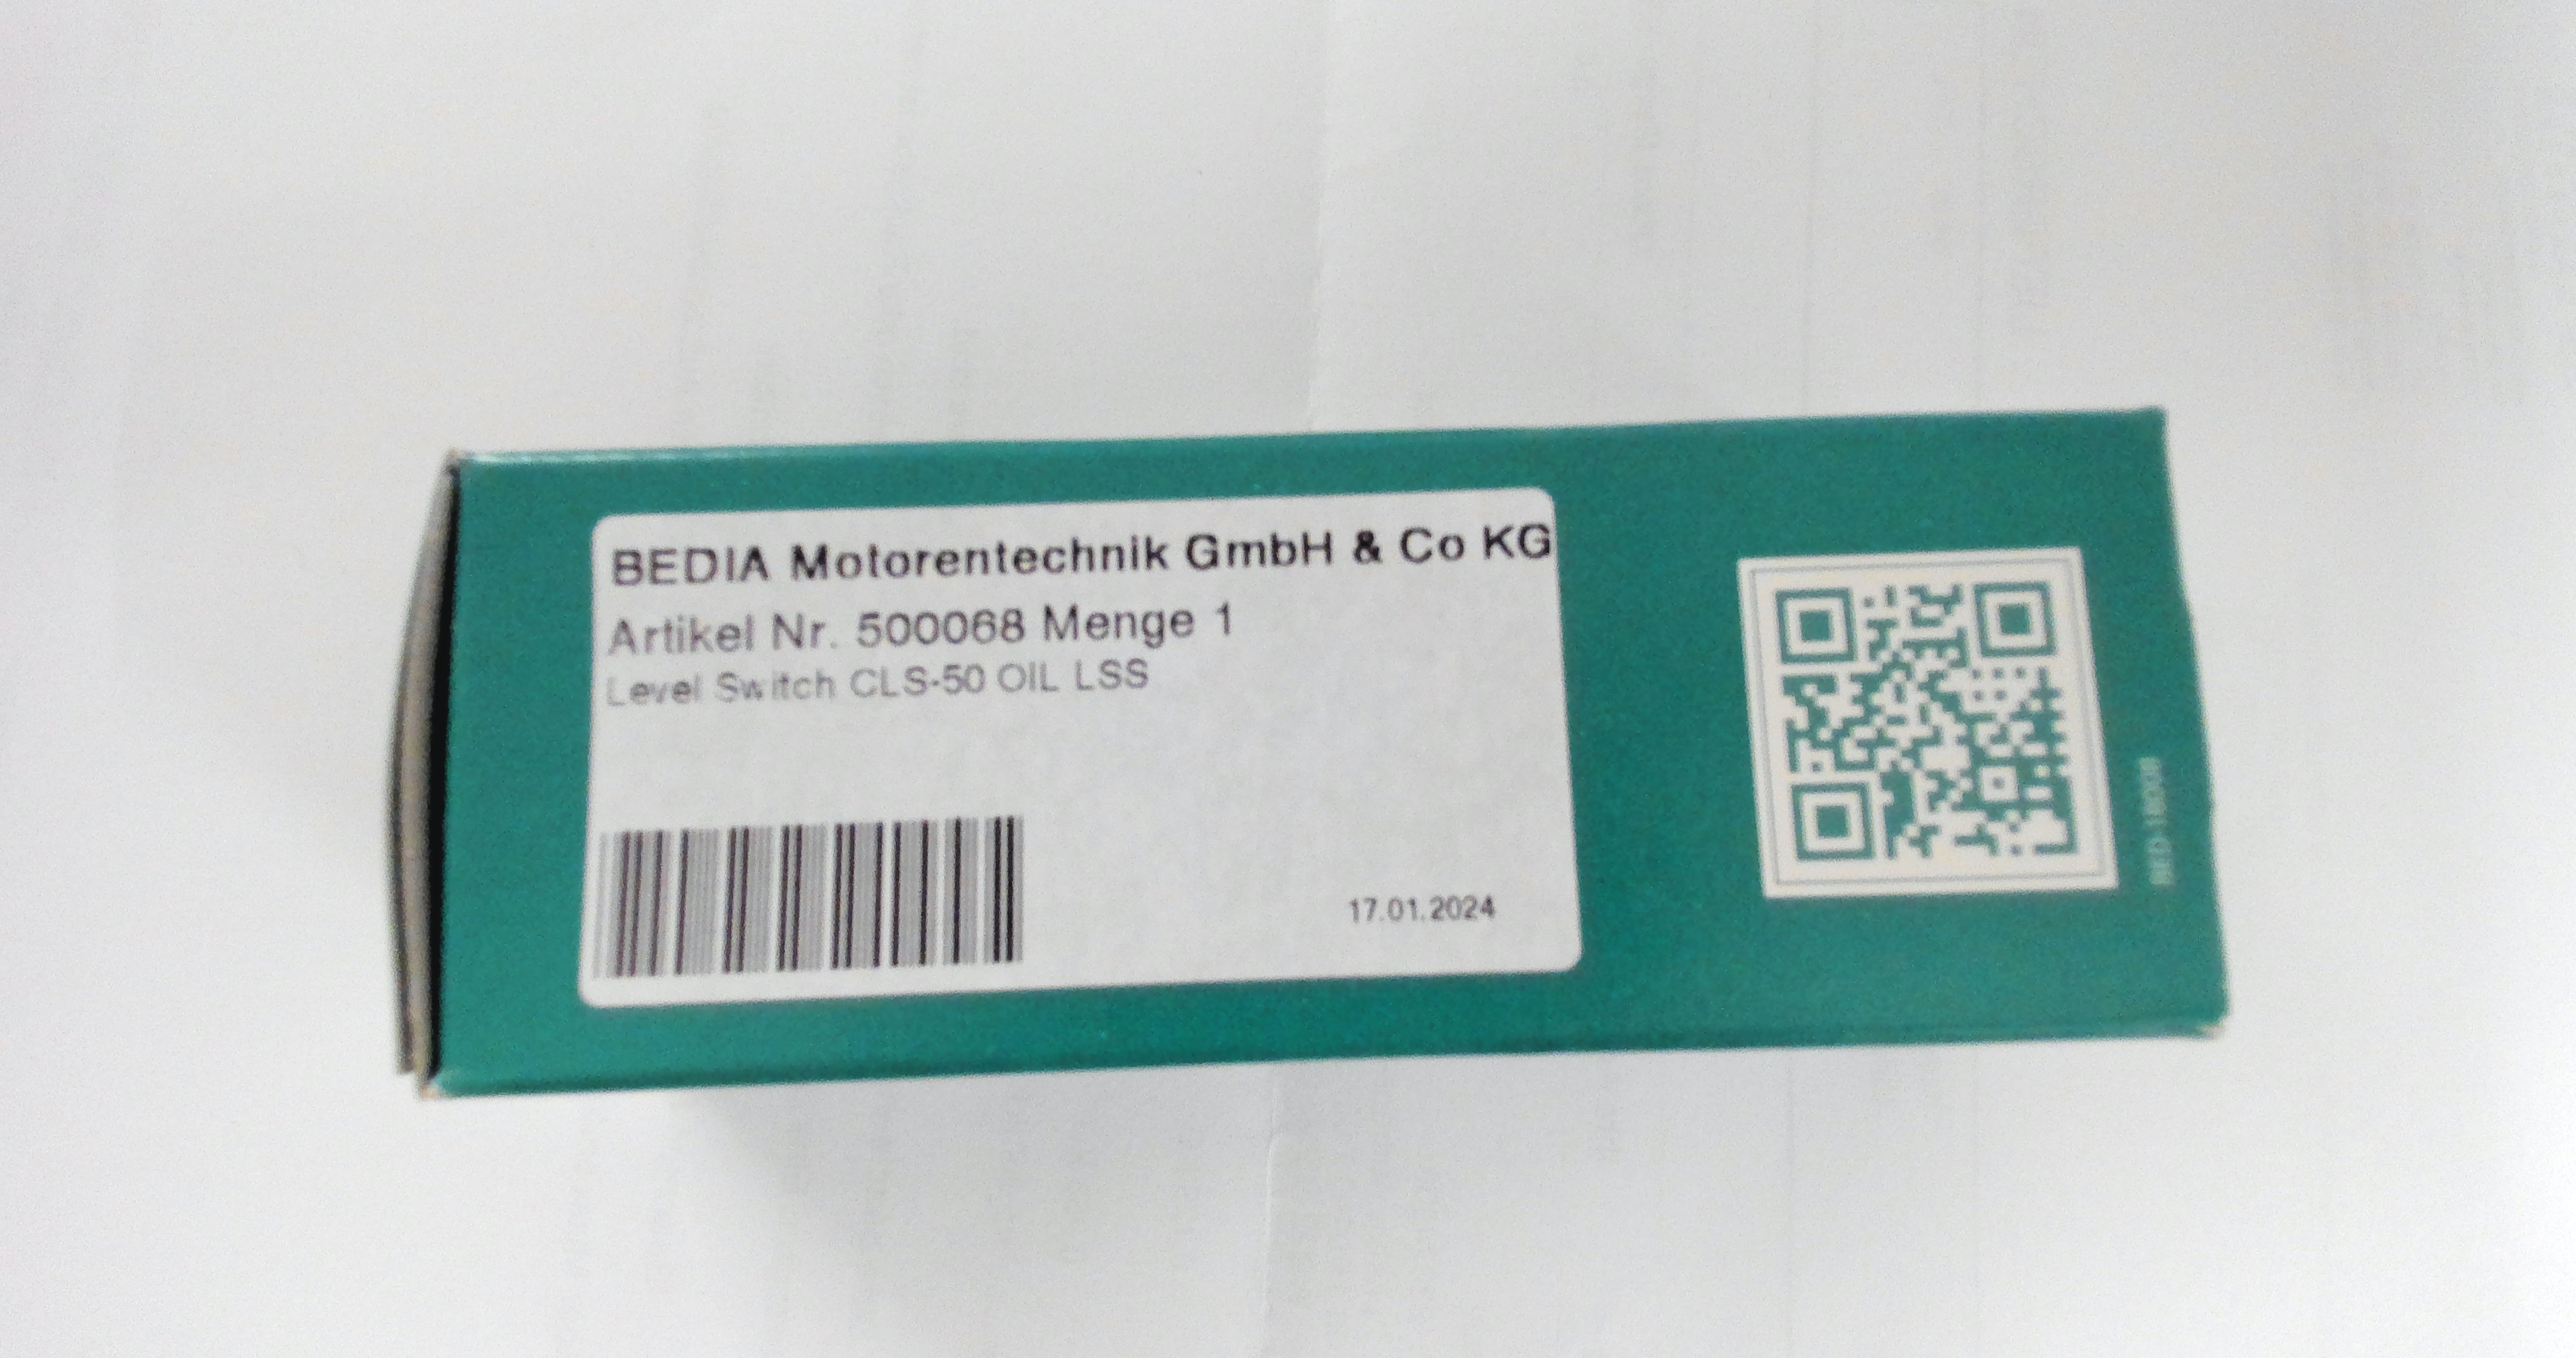 BEDIA Motorentechnik GmbH & Co KG
Artikel Nr. 500068 Menge 1
Level Switch CLS-50 OIL LSS
17.01.2024